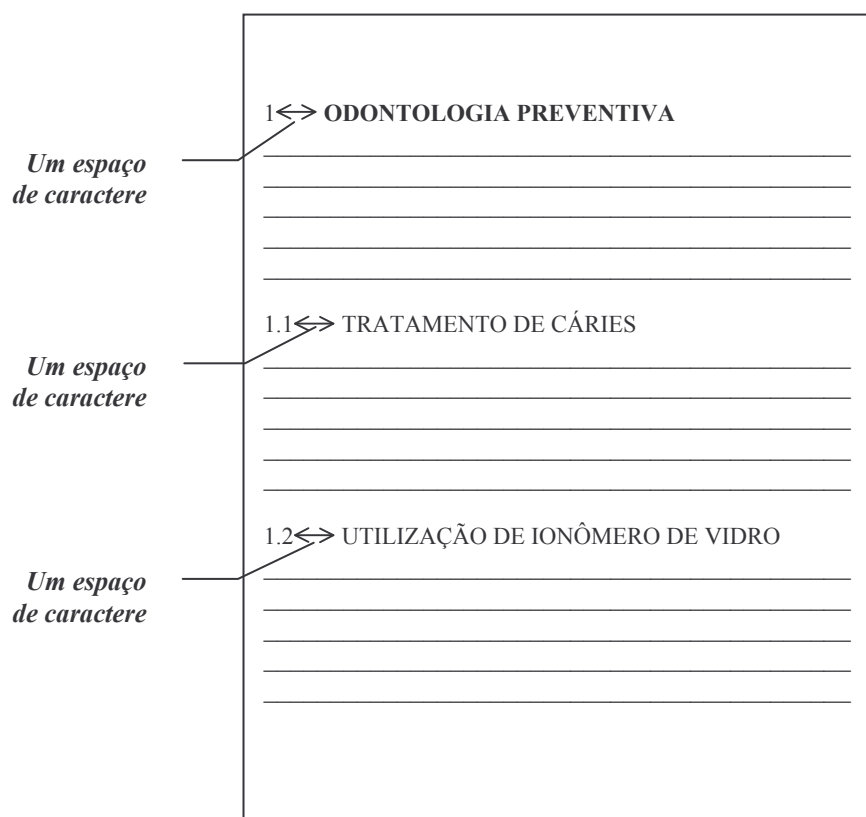 1 ODONTOLOGIA PREVENTIVA
Um espaço
de caractere
1.1 TRATAMENTO DE CÁRIES
Um espaço
de caractere
1.2 UTILIZAÇÃO DE IONÔMERO DE VIDRO
Um espaço
de caractere